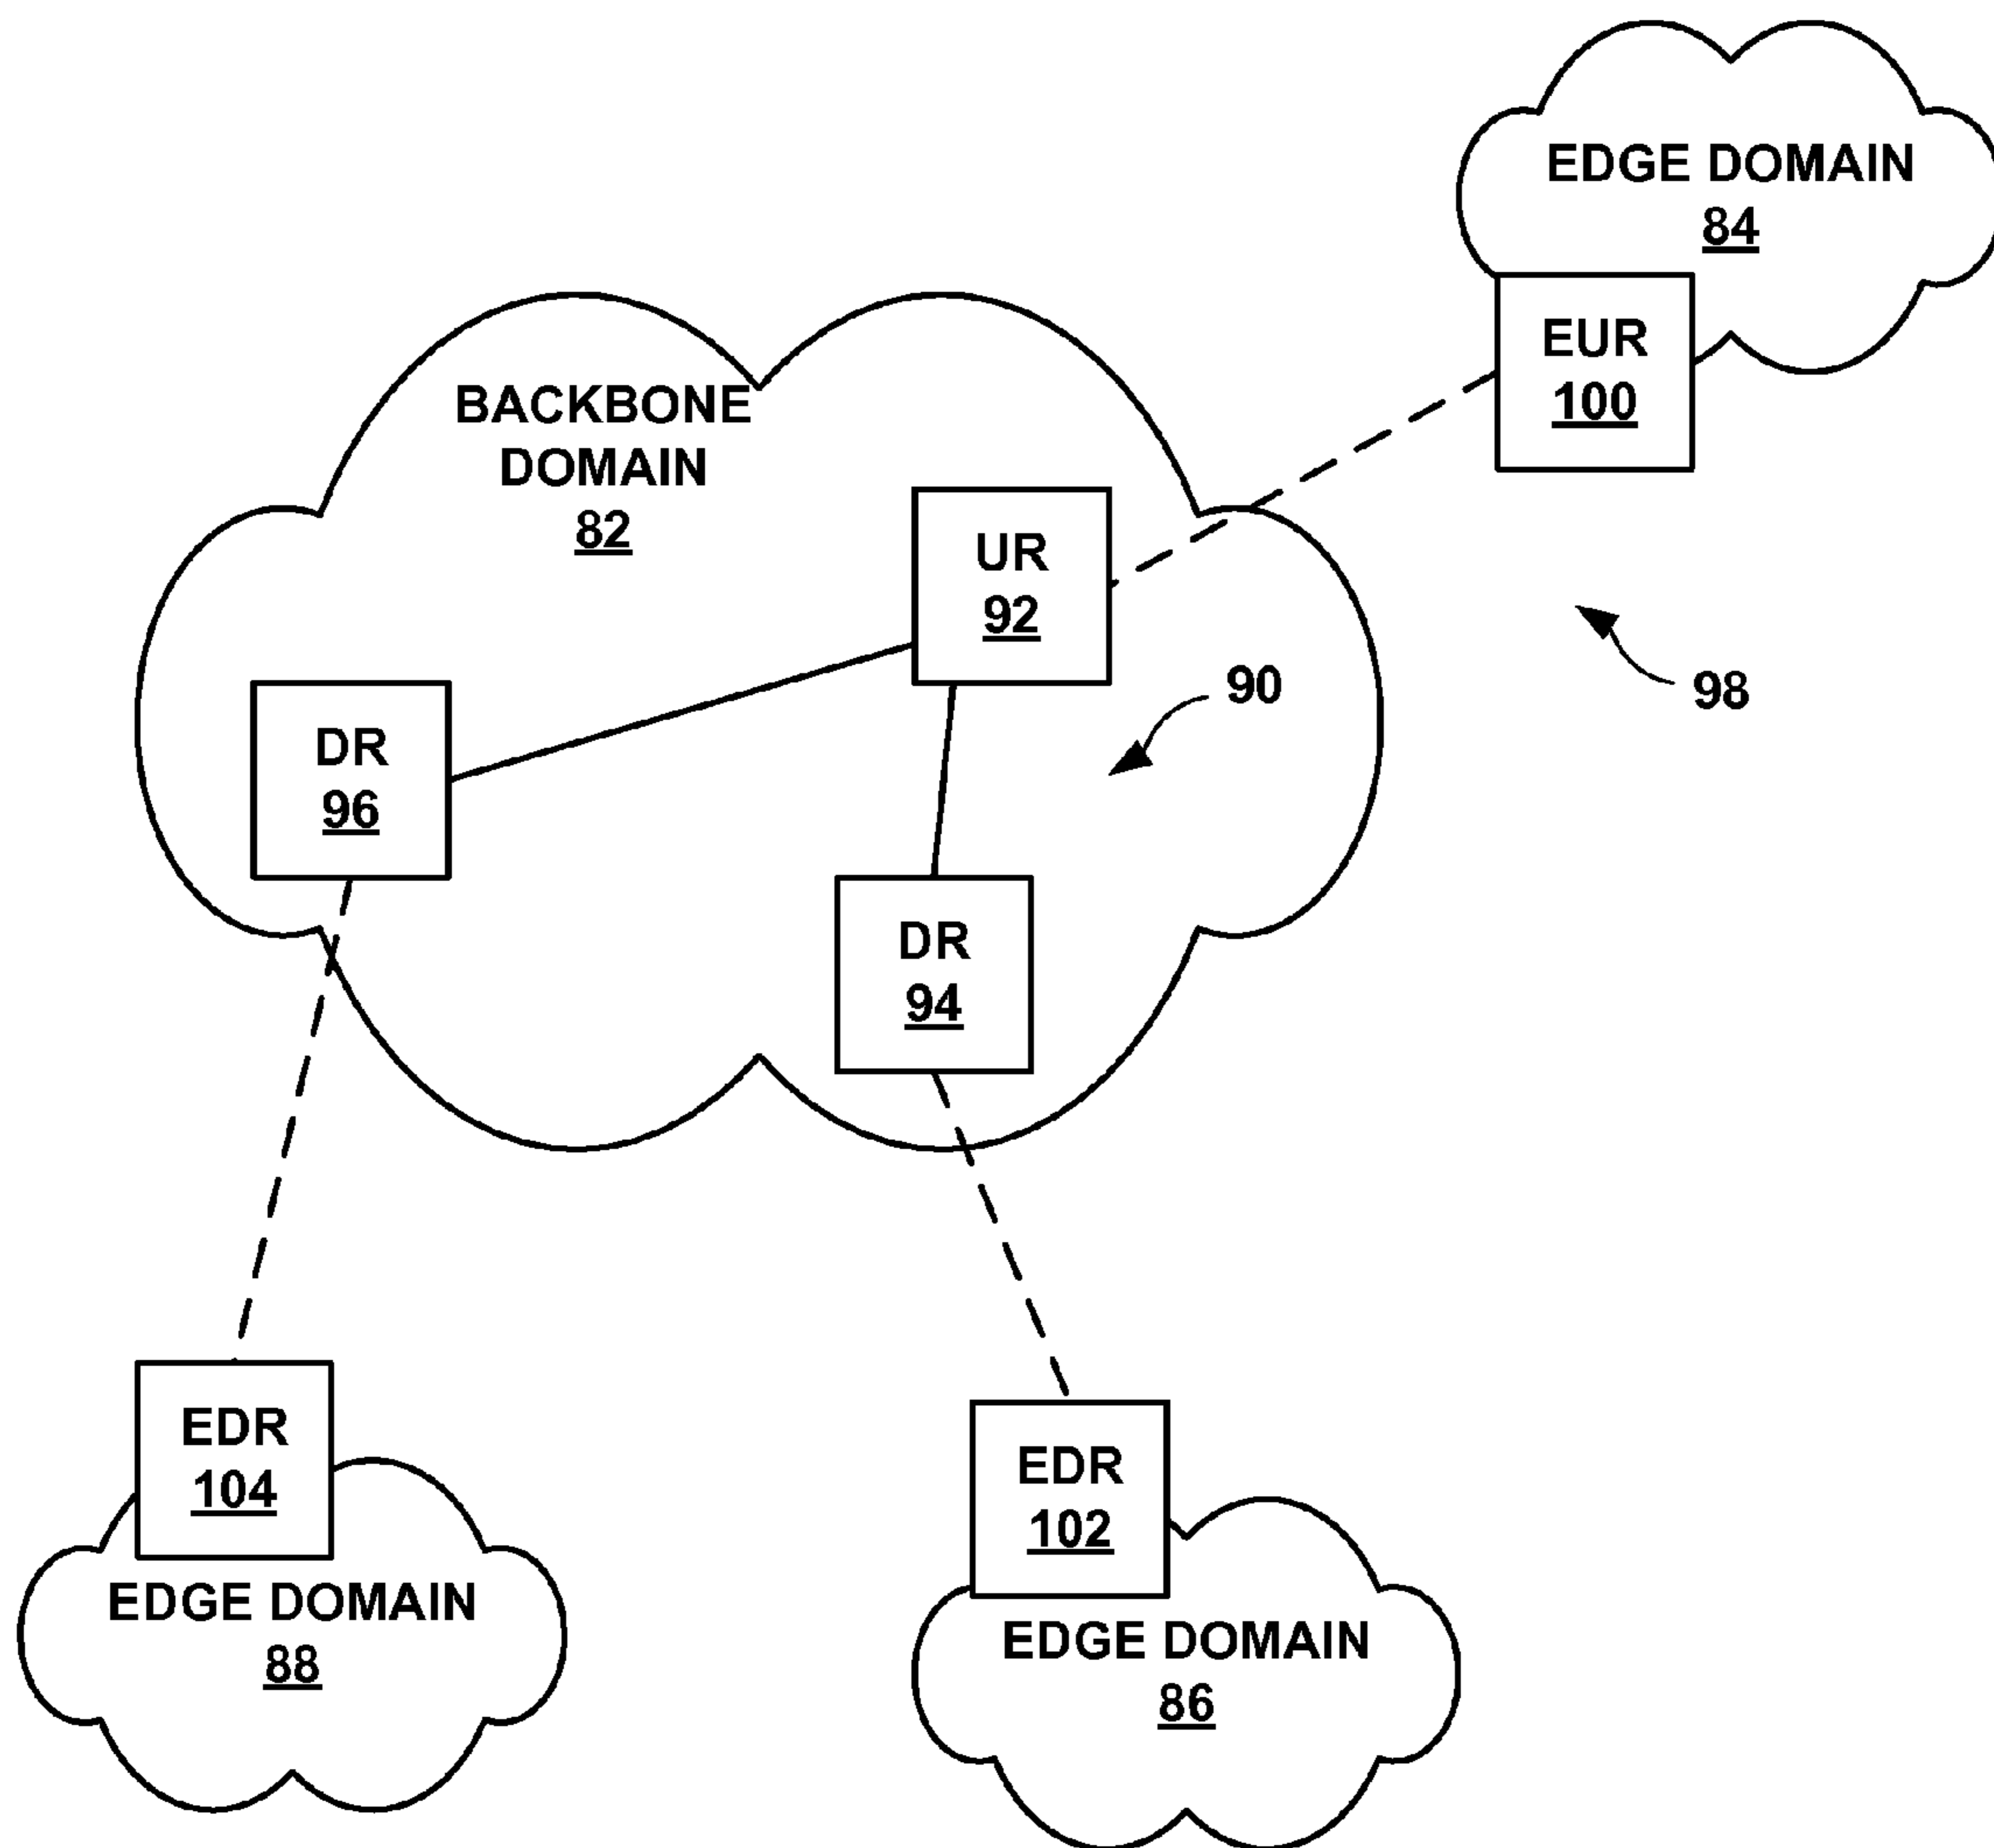 EDGE DOMAIN
84
EUR
100
BACKBONE
DOMAIN
82
UR
92
90
98
DR
96
DR
94
EDR
104
EDR
102
EDGE DOMAIN
88
EDGE DOMAIN
86